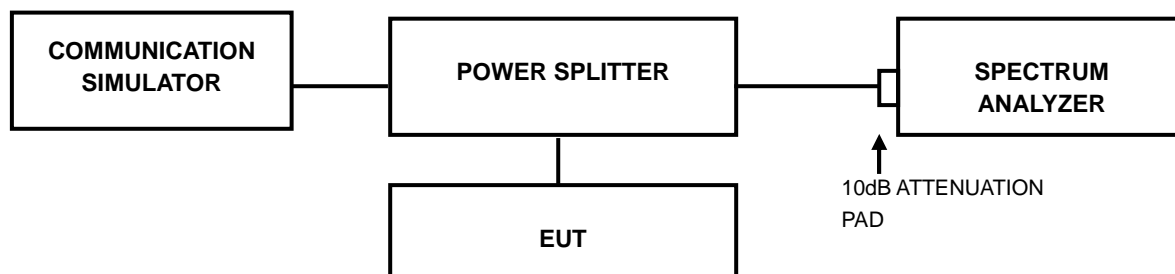 COMMUNICATION
SIMULATOR
POWER SPLITTER
SPECTRUM
ANALYZER
10dB ATTENUATION
PAD
EUT